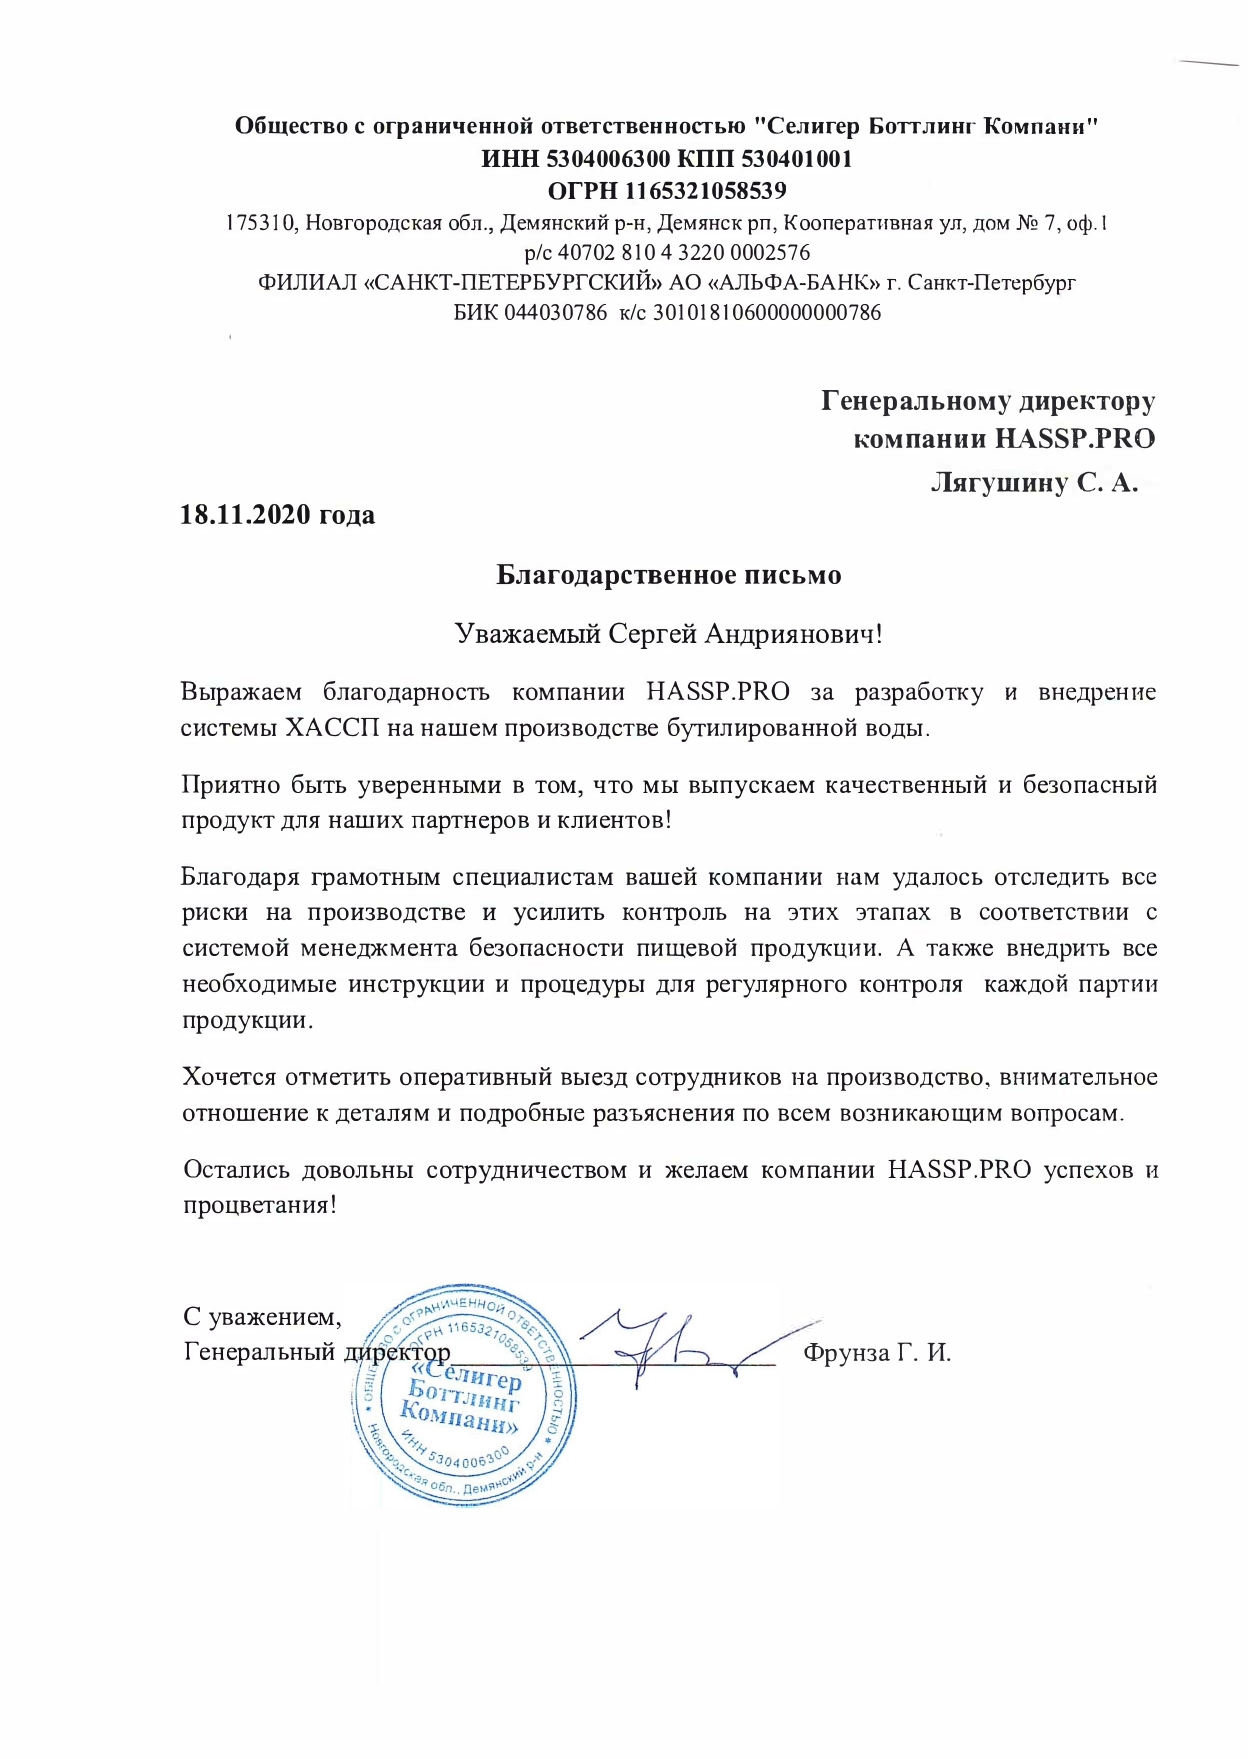 Общество с ограниченной ответственностью "Селигер Боттлинг Компани"
ИНН 5304006300 КПП 530401001
ОГРН 1165321058539
175310, Новгородская обл., Демянский р-н, Демянск рп, Кооперативная ул, дом № 7, оф.1
р/с 40702 810 4 3220 0002576
ФИЛИАЛ «САНКТ-ПЕТЕРБУРГСКИЙ» АО «АЛЬФА-БАНК» г. Санкт-Петербург
БИК 044030786 к/с 30101810600000000786
Генеральному директору
компании HASSP.PRO
Лягушину С. А.
18.11.2020 года
Благодарственное письмо
Уважаемый Сергей Андриянович!
Выражаем благодарность компании HASSP.PRO за разработку и внедрение
системы ХАССП на нашем производстве бутилированной воды.
Приятно быть уверенными в том, что мы выпускаем качественный и безопасный
продукт для наших партнеров и клиентов!
Благодаря грамотным специалистам вашей компании нам удалось отследить все
риски на производстве и усилить контроль на этих этапах в соответствии с
системой менеджмента безопасности пищевой продукции. А также внедрить все
необходимые инструкции и процедуры для регулярного контроля каждой партии
продукции.
Хочется отметить оперативный выезд сотрудников на производство, внимательное
отношение к деталям и подробные разъяснения по всем возникающим вопросам.
Остались довольны сотрудничеством и желаем компании HASSP.PRO успехов и
процветания!
С уважением,
Генеральный директор Фрунза Г. И.
* ОБЩЕСТВО С ОГРАНИЧЕННОЙ ОТВЕТСТВЕННОСТЬЮ *
ОГРН 1165321058539
«Селигер
Боттлинг
Компани»
ИНН 5304006300
Новгородская обл., Демянский р-н